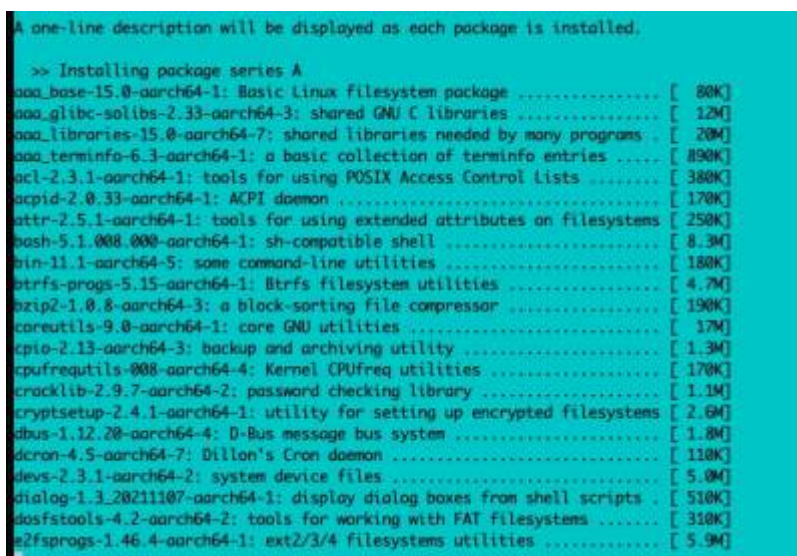 A one-line description will be displayed as each package is installed.
>> Installing package series A
aaa_base-15.0-aarch64-1: Basic Linux filesystem package ................ [ 80K]
aaa_glibc-solibs-2.33-aarch64-3: shared GNU C libraries ................ [ 12M]
aaa_libraries-15.0-aarch64-7: shared libraries needed by many programs . [ 20M]
aaa_terminfo-6.3-aarch64-1: a basic collection of terminfo entries ..... [ 890K]
acl-2.3.1-aarch64-1: tools for using POSIX Access Control Lists ........ [ 380K]
acpid-2.0.33-aarch64-1: ACPI daemon .................................... [ 170K]
attr-2.5.1-aarch64-1: tools for using extended attributes on filesystems [ 250K]
bash-5.1.008.000-aarch64-1: sh-compatible shell ........................ [ 8.3M]
bin-11.1-aarch64-5: some command-line utilities ........................ [ 180K]
btrfs-progs-5.15-aarch64-1: Btrfs filesystem utilities ................. [ 4.7M]
bzip2-1.0.8-aarch64-3: a block-sorting file compressor ................. [ 190K]
coreutils-9.0-aarch64-1: core GNU utilities ............................ [ 17M]
cpio-2.13-aarch64-3: backup and archiving utility ...................... [ 1.3M]
cpufrequtils-008-aarch64-4: Kernel CPUfreq utilities ................... [ 170K]
cracklib-2.9.7-aarch64-2: password checking library .................... [ 1.1M]
cryptsetup-2.4.1-aarch64-1: utility for setting up encrypted filesystems [ 2.6M]
dbus-1.12.20-aarch64-4: D-Bus message bus system ....................... [ 1.8M]
dcron-4.5-aarch64-7: Dillon's Cron daemon .............................. [ 110K]
devs-2.3.1-aarch64-2: system device files .............................. [ 5.0M]
dialog-1.3_20211107-aarch64-1: display dialog boxes from shell scripts . [ 510K]
dosfstools-4.2-aarch64-2: tools for working with FAT filesystems ....... [ 310K]
e2fsprogs-1.46.4-aarch64-1: ext2/3/4 filesystems utilities ............. [ 5.9M]